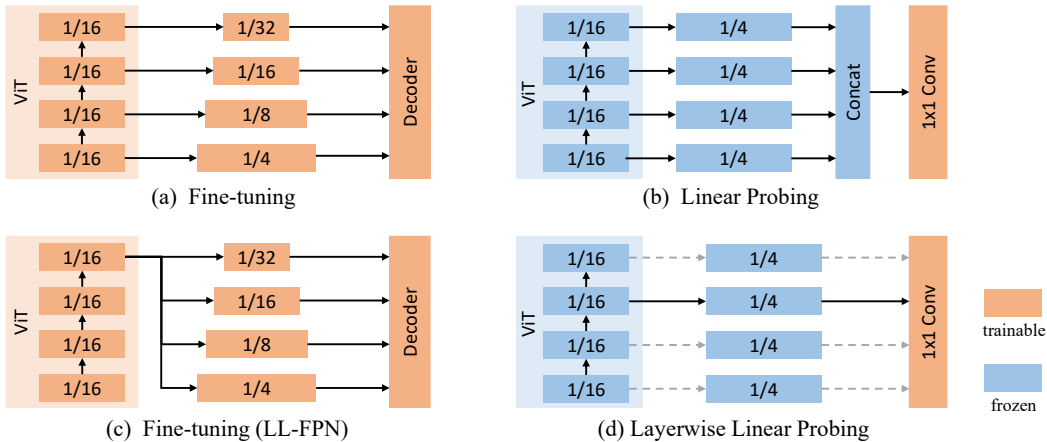 ViT
1/16
1/32
1/16
1/16
1/16
1/8
1/16
1/4
Decoder
(a) Fine-tuning
ViT
1/16
1/4
1/16
1/4
1/16
1/4
1/16
1/4
Concat
1x1 Conv
(b) Linear Probing
ViT
1/16
1/32
1/16
1/16
1/16
1/8
1/16
1/4
Decoder
(c) Fine-tuning (LL-FPN)
ViT
1/16
1/4
1/16
1/4
1/16
1/4
1/16
1/4
1x1 Conv
(d) Layerwise Linear Probing
trainable
frozen